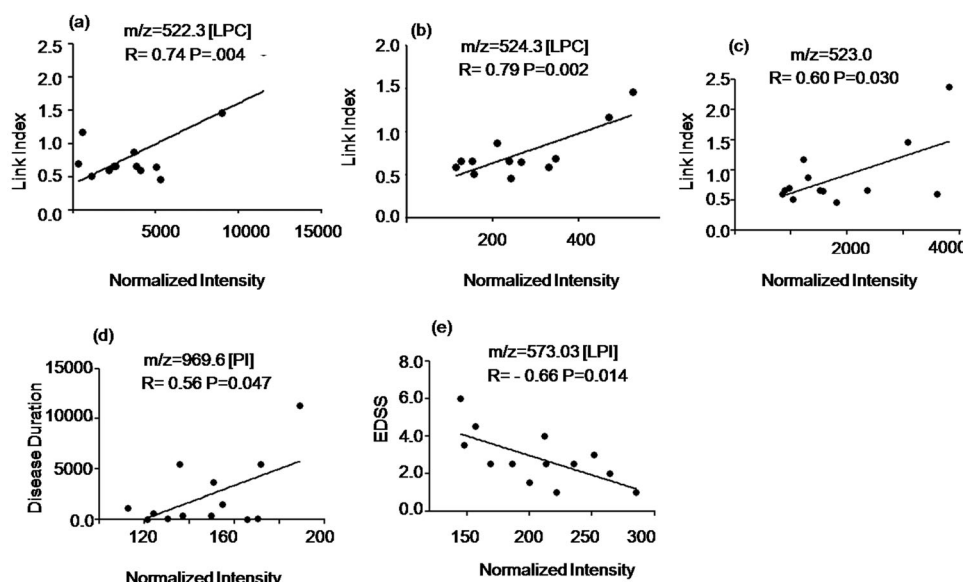 (a)
m/z=522.3 [LPC]
R= 0.74 P=.004
2.5
2.0
1.5
1.0
0.5
0.0
Link Index
5000
10000
15000
Normalized Intensity
(b)
m/z=524.3 [LPC]
R= 0.79 P=0.002
2.0
1.5
1.0
0.5
0.0
Link Index
200
400
Normalized Intensity
(c)
m/z=523.0
R= 0.60 P=0.030
2.5
2.0
1.5
1.0
0.5
0.0
Link Index
0
2000
4000
Normalized Intensity
(d)
m/z=969.6 [PI]
R= 0.56 P=0.047
15000
10000
5000
0.0
Disease Duration
120
160
200
Normalized Intensity
(e)
m/z=573.03 [LPI]
R= - 0.66 P=0.014
8.0
6.0
4.0
2.0
0.0
EDSS
150
200
250
300
Normalized Intensity